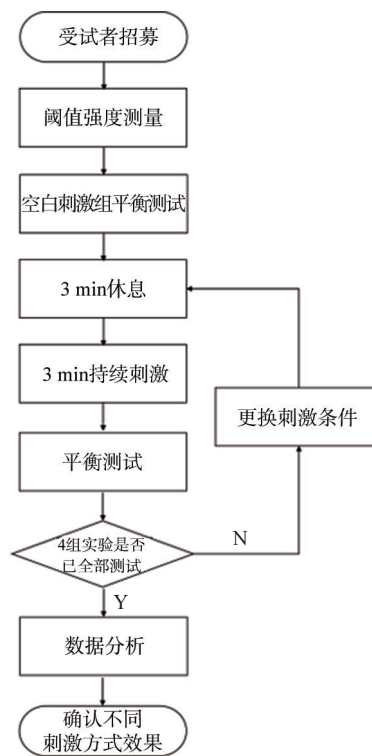 受试者招募
阈值强度测量
空白刺激组平衡测试
3 min休息
3 min持续刺激
更换刺激条件
平衡测试
4组实验是否
已全部测试
N
Y
数据分析
确认不同
刺激方式效果